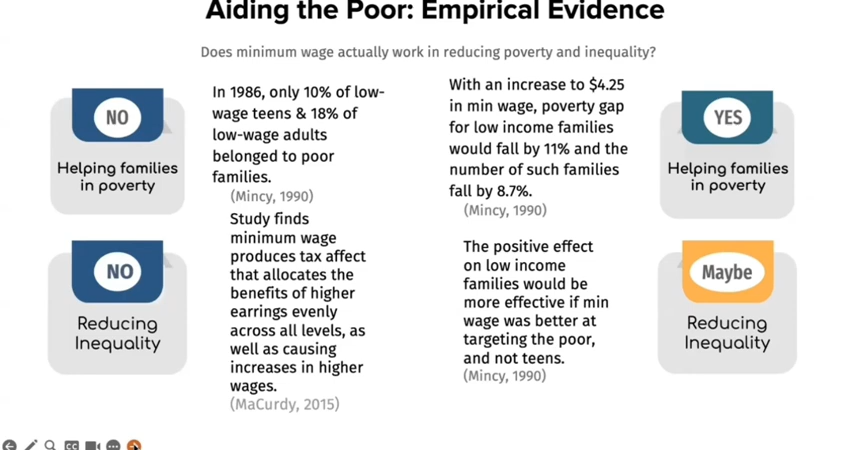 Aiding the Poor: Empirical Evidence
Does minimum wage actually work in reducing poverty and inequality?
NO
Helping families
in poverty
In 1986, only 10% of low-
wage teens & 18% of
low-wage adults
belonged to poor
families.
(Mincy, 1990)
With an increase to $4.25
in min wage, poverty gap
for low income families
would fall by 11% and the
number of such families
fall by 8.7%.
(Mincy, 1990)
YES
Helping families
in poverty
NO
Reducing
Inequality
Study finds
minimum wage
produces tax affect
that allocates the
benefits of higher
earnings evenly
across all levels, as
well as causing
increases in higher
wages.
(MaCurdy, 2015)
The positive effect
on low income
families would be
more effective if min
wage was better at
targeting the poor,
and not teens.
(Mincy, 1990)
Maybe
Reducing
Inequality
CC